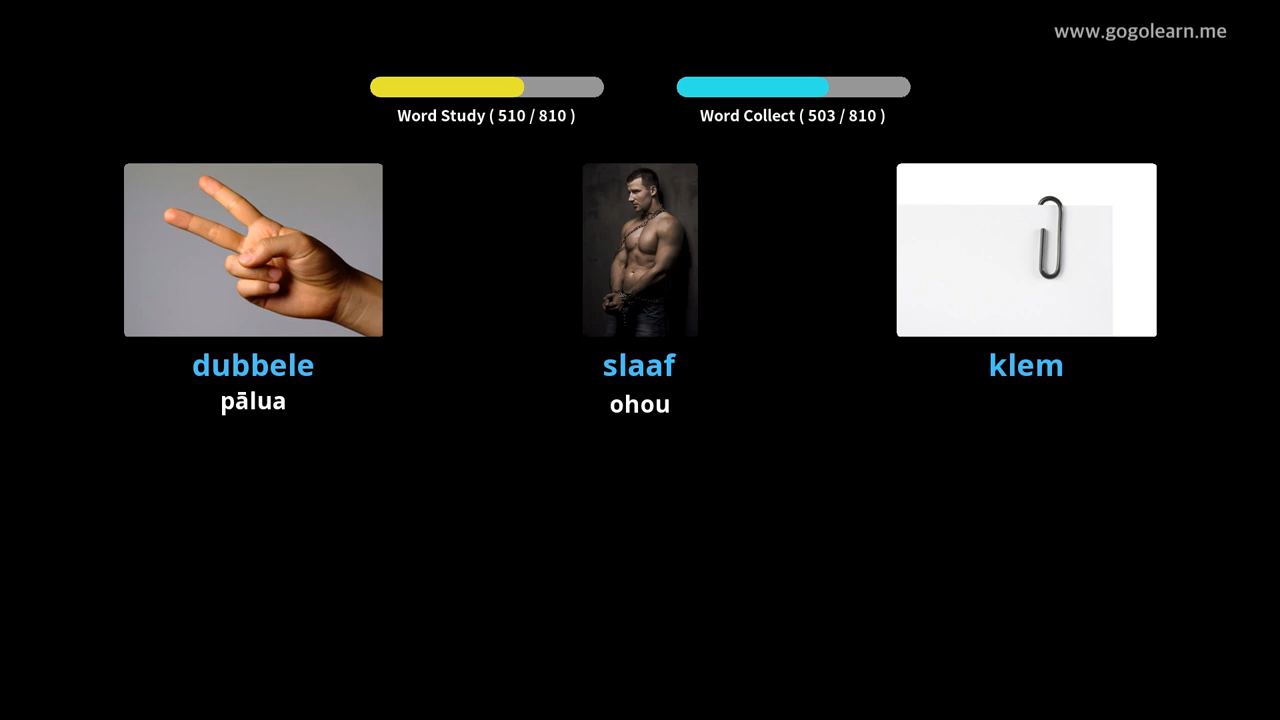 www.gogolearn.me
Word Study ( 510 / 810 )
Word Collect ( 503 / 810 )
dubbele
pālua
slaaf
ohou
klem